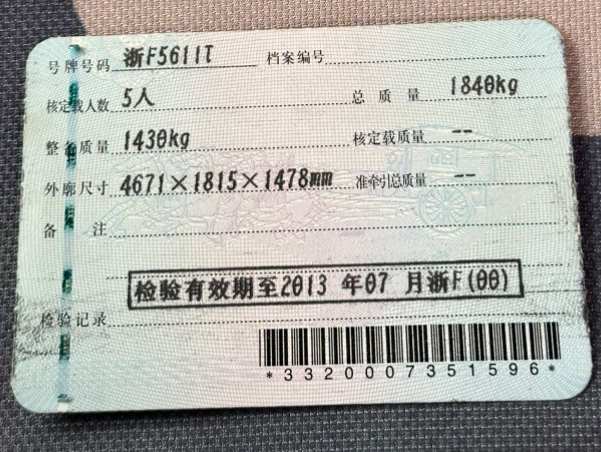 号牌号码 浙F5611T 档案编号
核定载人数 5人 总质量 1840kg
整备质量 1430kg 核定载质量 --
外廓尺寸 4671×1815×1478mm 准牵引总质量 --
备注
检验有效期至2013 年07 月浙F(00)
检验记录
*3320007351596*